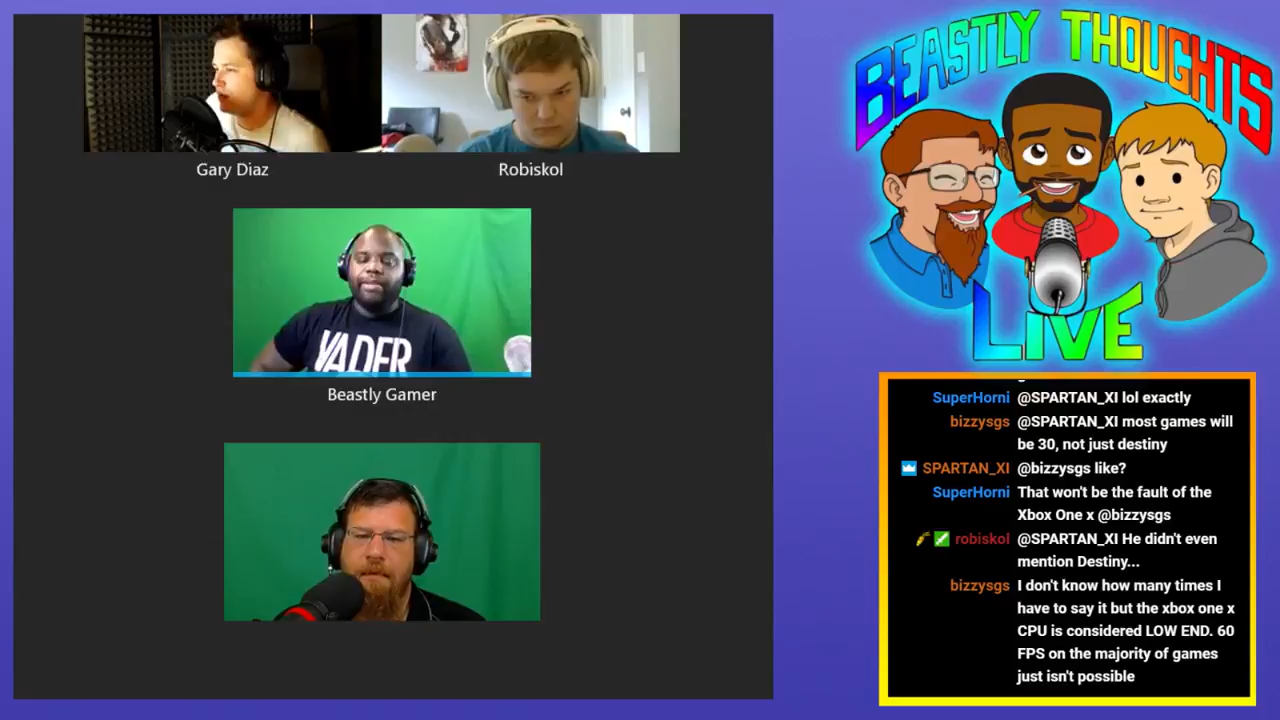 BEASTLY THOUGHTS
LIVE
Gary Diaz
Robiskol
VADER
Beastly Gamer
SuperHorni @SPARTAN_XI lol exactly
bizzysgs @SPARTAN_XI most games will
be 30, not just destiny
SPARTAN_XI @bizzysgs like?
SuperHorni That won't be the fault of the
Xbox One x @bizzysgs
robiskol @SPARTAN_XI He didn't even
mention Destiny...
bizzysgs I don't know how many times I
have to say it but the xbox one x
CPU is considered LOW END. 60
FPS on the majority of games
just isn't possible